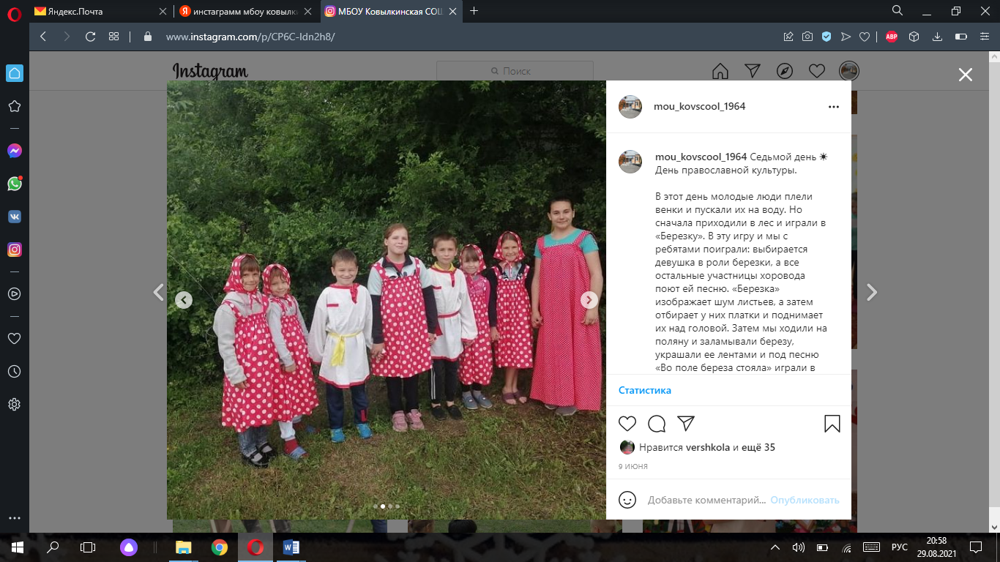 Яндекс.Почта
инстаграмм мбоу ковылки
МБОУ Ковылкинская СОШ
www.instagram.com/p/CP6C-Idn2h8/
ABP
Instagram
Поиск
mou_kovscool_1964
mou_kovscool_1964 Седьмой день ☀
День православной культуры.
В этот день молодые люди плели
венки и пускали их на воду. Но
сначала приходили в лес и играли в
«Березку». В эту игру и мы с
ребятами поиграли: выбирается
девушка в роли березки, а все
остальные участницы хоровода
поют ей песню. «Березка»
изображает шум листьев, а затем
отбирает у них платки и поднимает
их над головой. Затем мы ходили на
поляну и заламывали березу,
украшали ее лентами и под песню
«Во поле береза стояла» играли в
Статистика
Нравится vershkola и ещё 35
9 ИЮНЯ
Добавьте комментарий... Опубликовать
РУС
20:58
29.08.2021